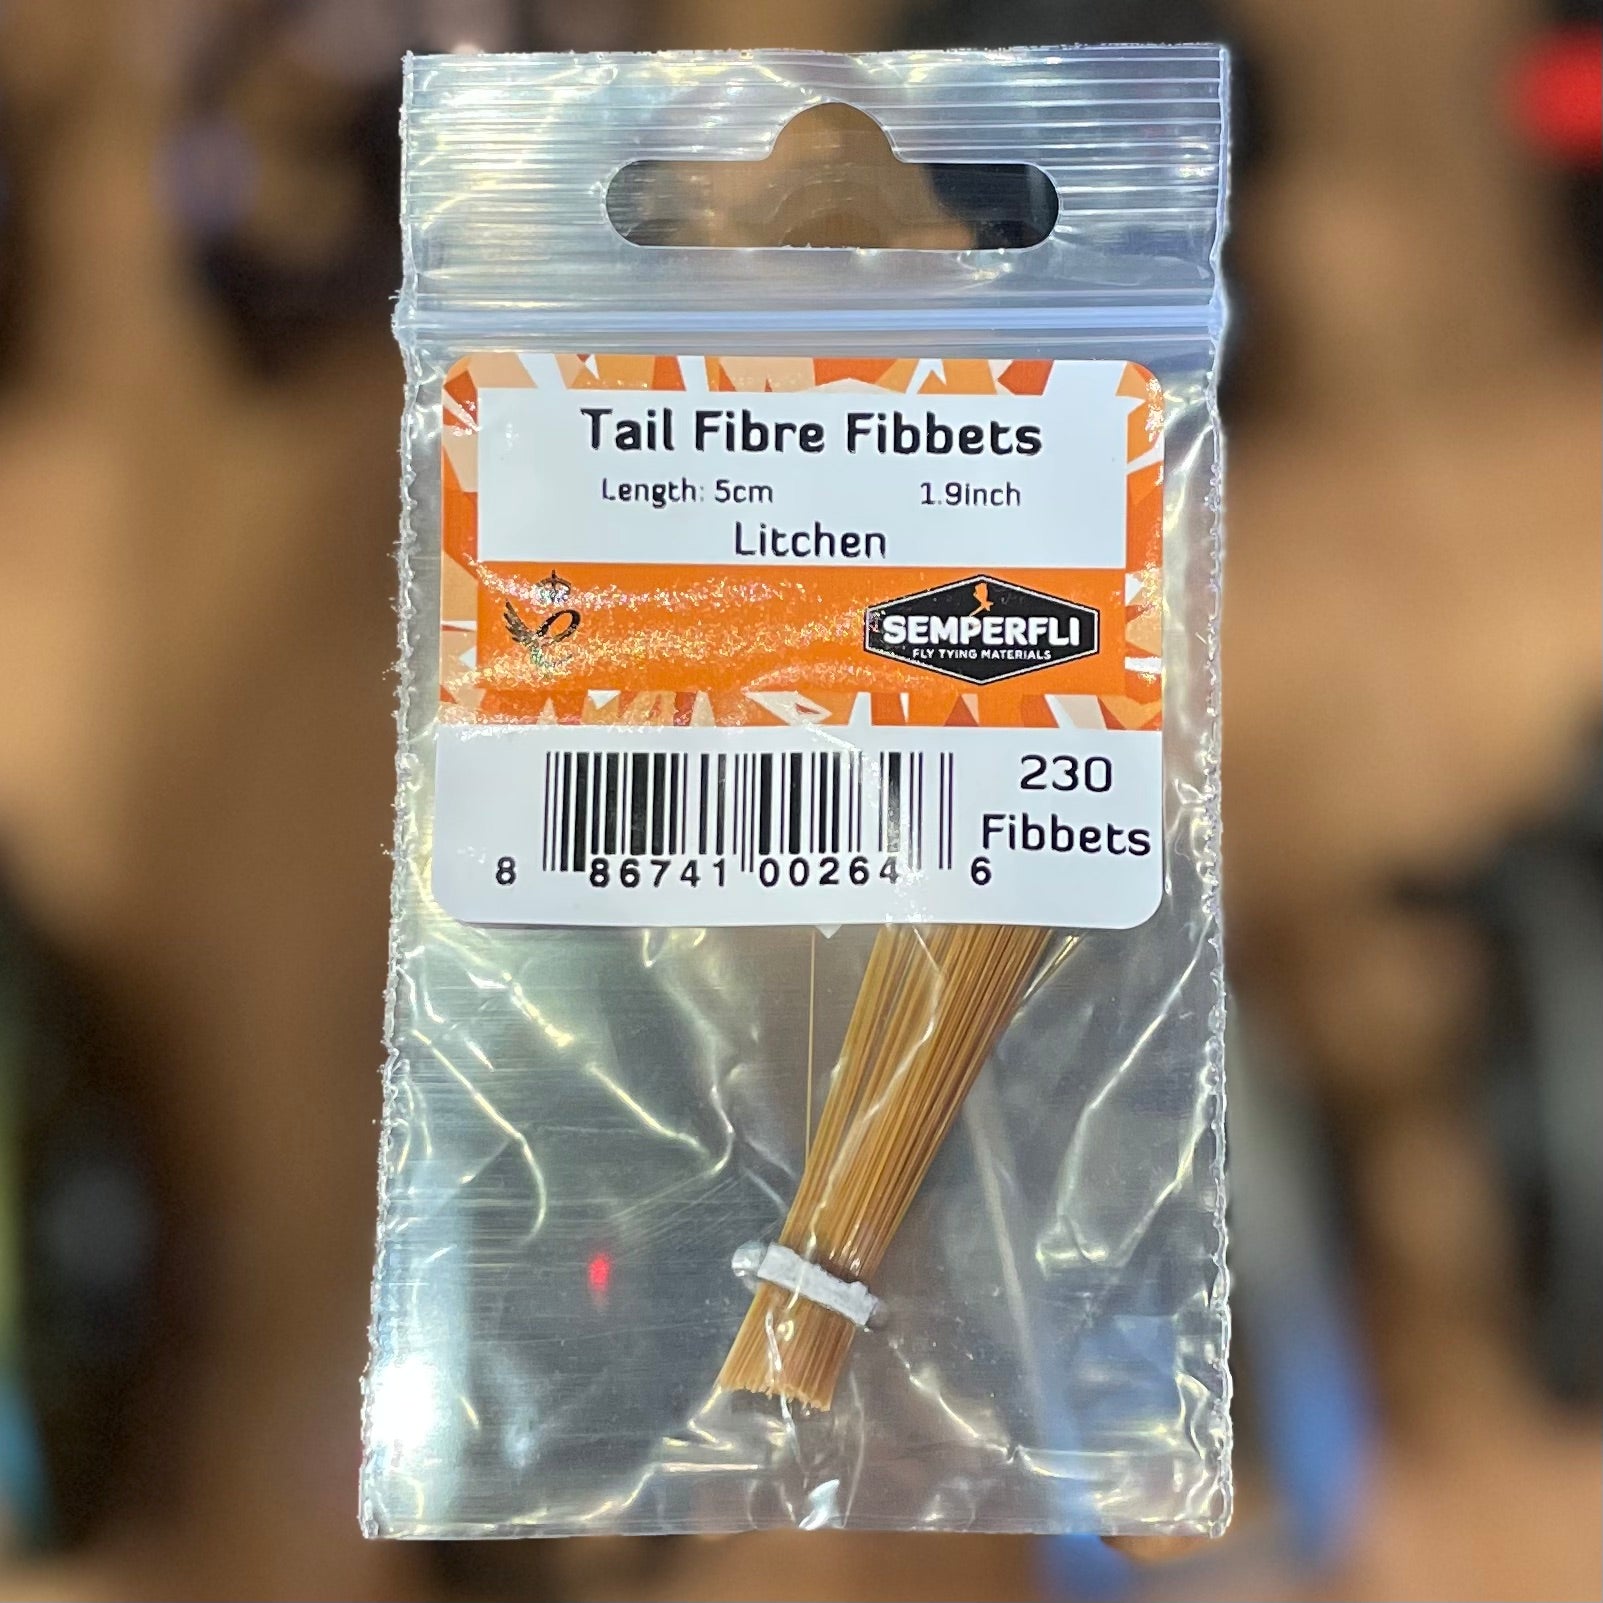 Tail Fibre Fibbets
Length: 5cm 1.9inch
Litchen
SEMPERFLI
FLY TYING MATERIALS
230
Fibbets
8 86741 00264 6